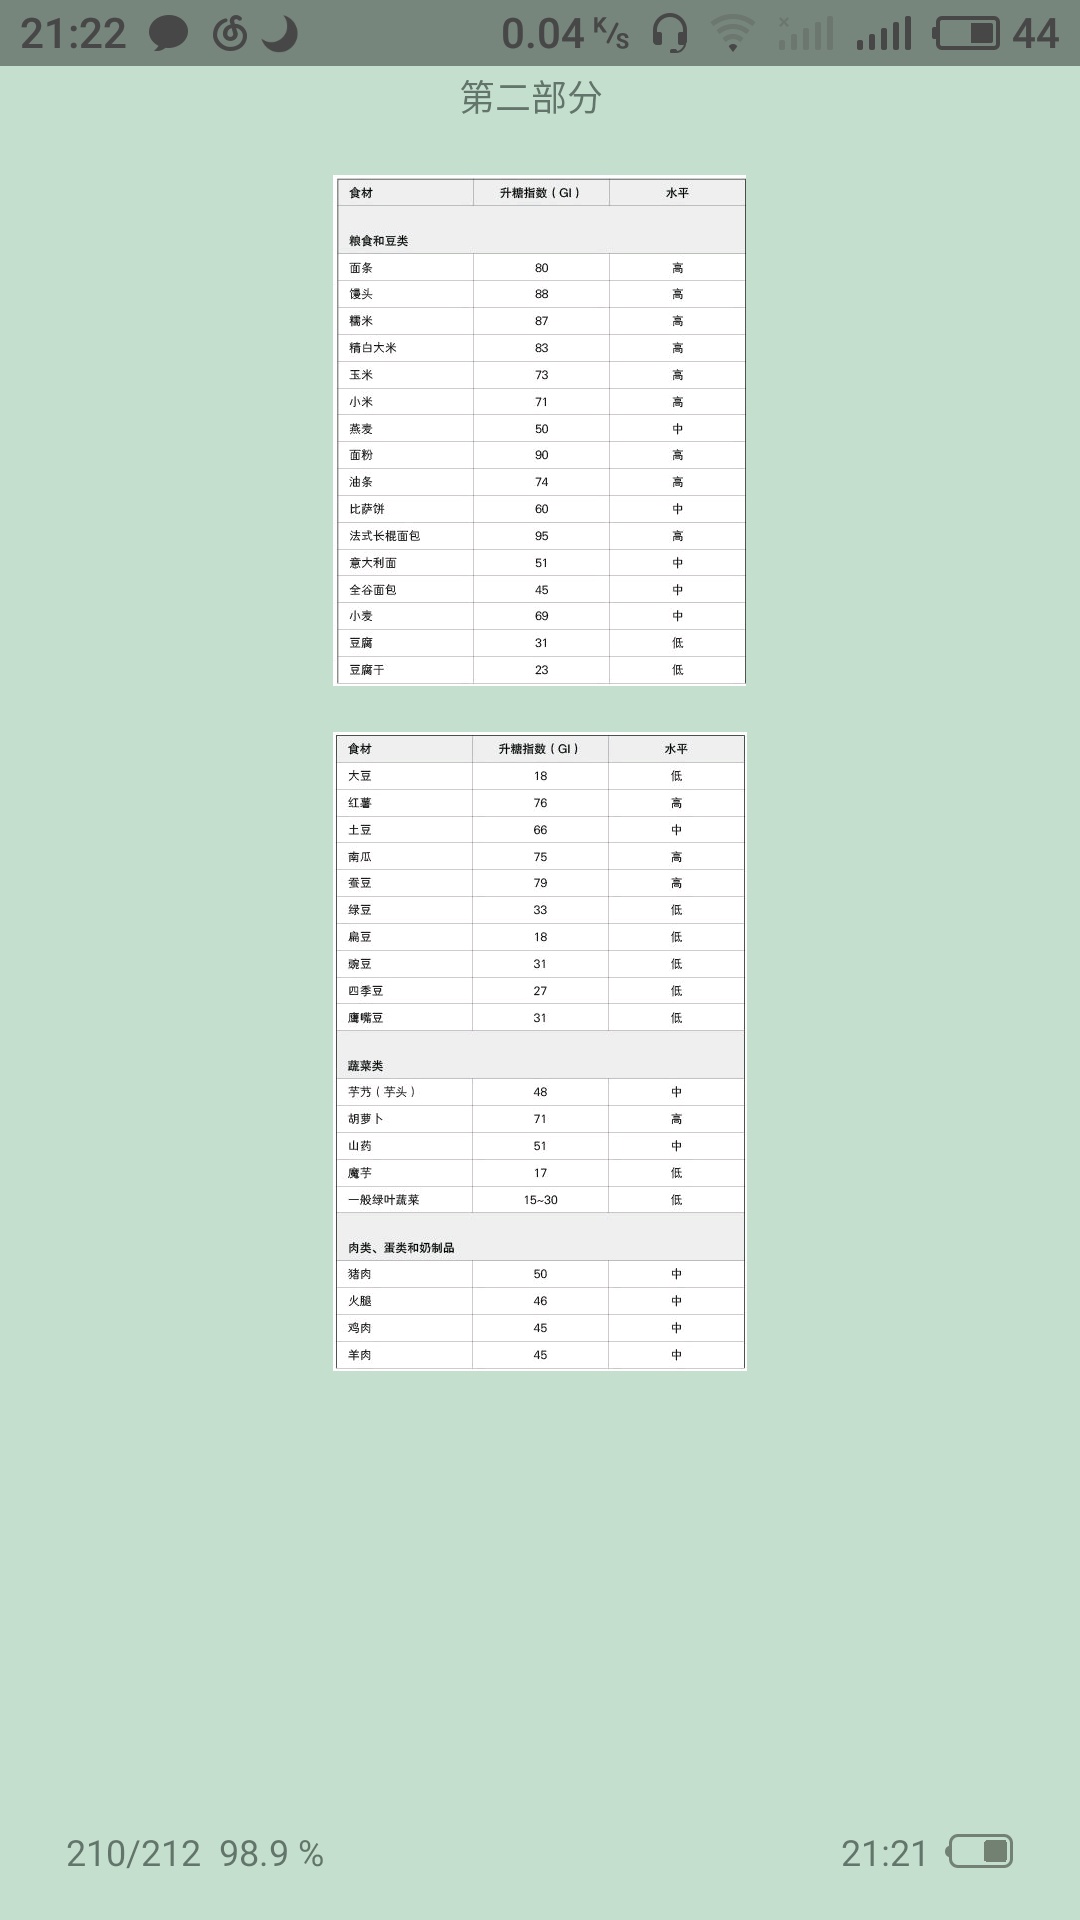 21:22 0.04 K/s 44
第二部分
食材 升糖指数（GI） 水平
粮食和豆类
面条 80 高
馒头 88 高
糯米 87 高
精白大米 83 高
玉米 73 高
小米 71 高
燕麦 50 中
面粉 90 高
油条 74 高
比萨饼 60 中
法式长棍面包 95 高
意大利面 51 中
全谷面包 45 中
小麦 69 中
豆腐 31 低
豆腐干 23 低
食材 升糖指数（GI） 水平
大豆 18 低
红薯 76 高
土豆 66 中
南瓜 75 高
蚕豆 79 高
绿豆 33 低
扁豆 18 低
豌豆 31 低
四季豆 27 低
鹰嘴豆 31 低
蔬菜类
芋艿（芋头） 48 中
胡萝卜 71 高
山药 51 中
魔芋 17 低
一般绿叶蔬菜 15~30 低
肉类、蛋类和奶制品
猪肉 50 中
火腿 46 中
鸡肉 45 中
羊肉 45 中
210/212 98.9 % 21:21